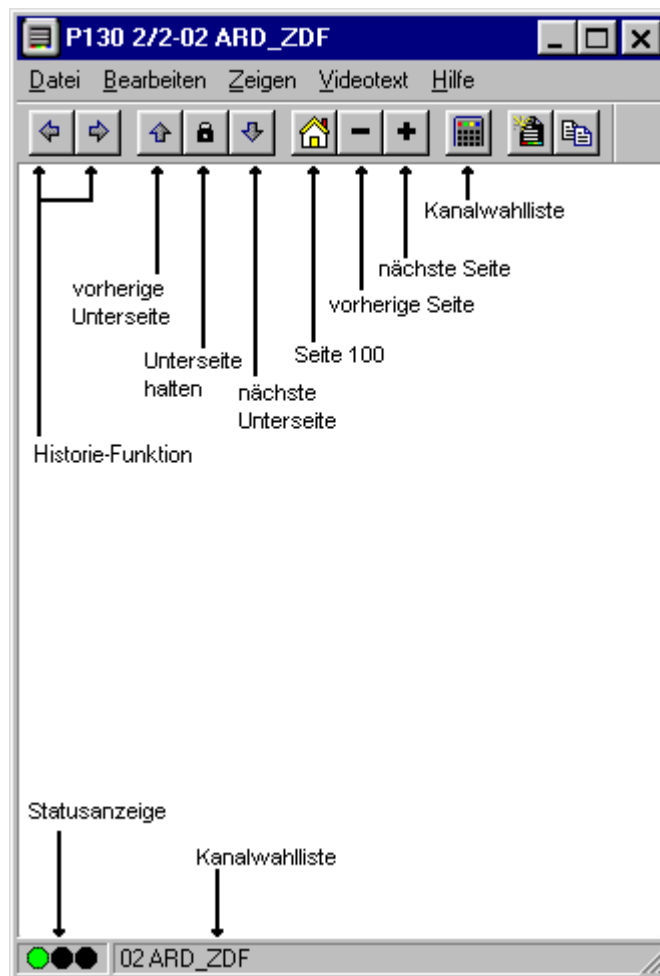 P130 2/2-02 ARD_ZDF
Datei Bearbeiten Zeigen Videotext Hilfe
Kanalwahlliste
nächste Seite
vorherige
Unterseite
vorherige Seite
Unterseite
halten
Seite 100
nächste
Unterseite
Historie-Funktion
Statusanzeige
Kanalwahlliste
02 ARD_ZDF